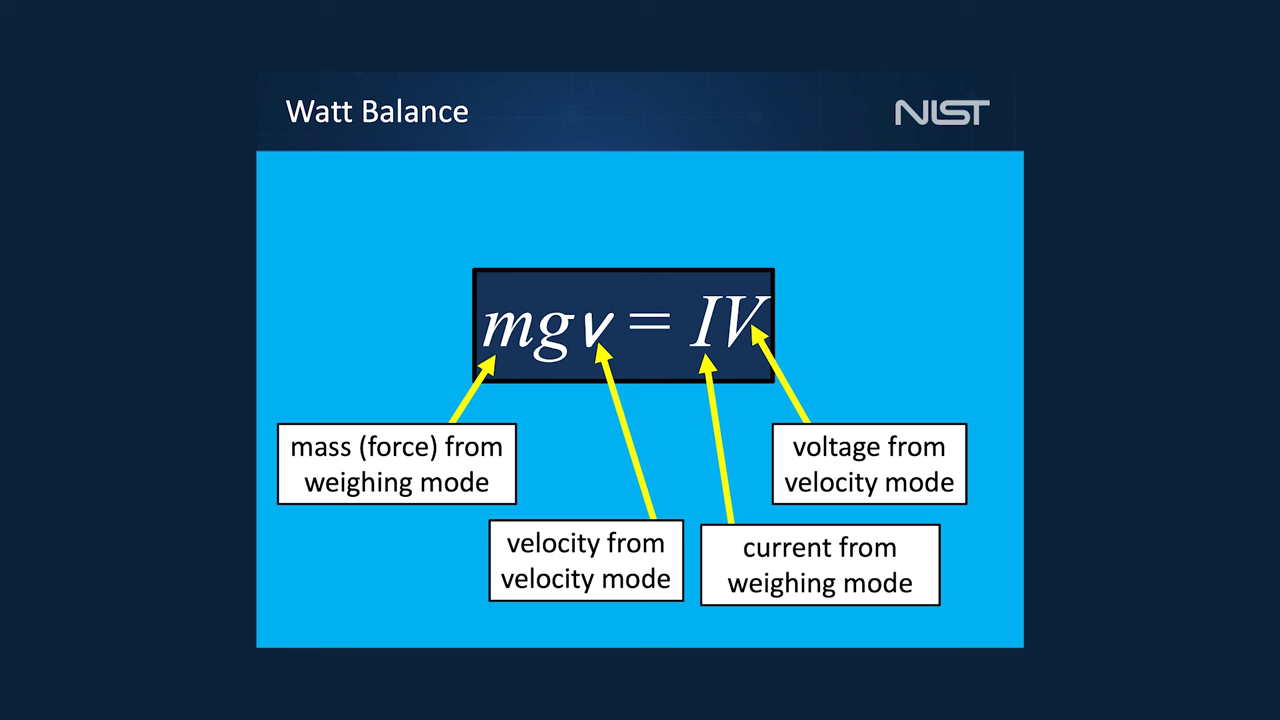 Watt Balance
NIST
mgv = IV
mass (force) from
weighing mode
velocity from
velocity mode
current from
weighing mode
voltage from
velocity mode